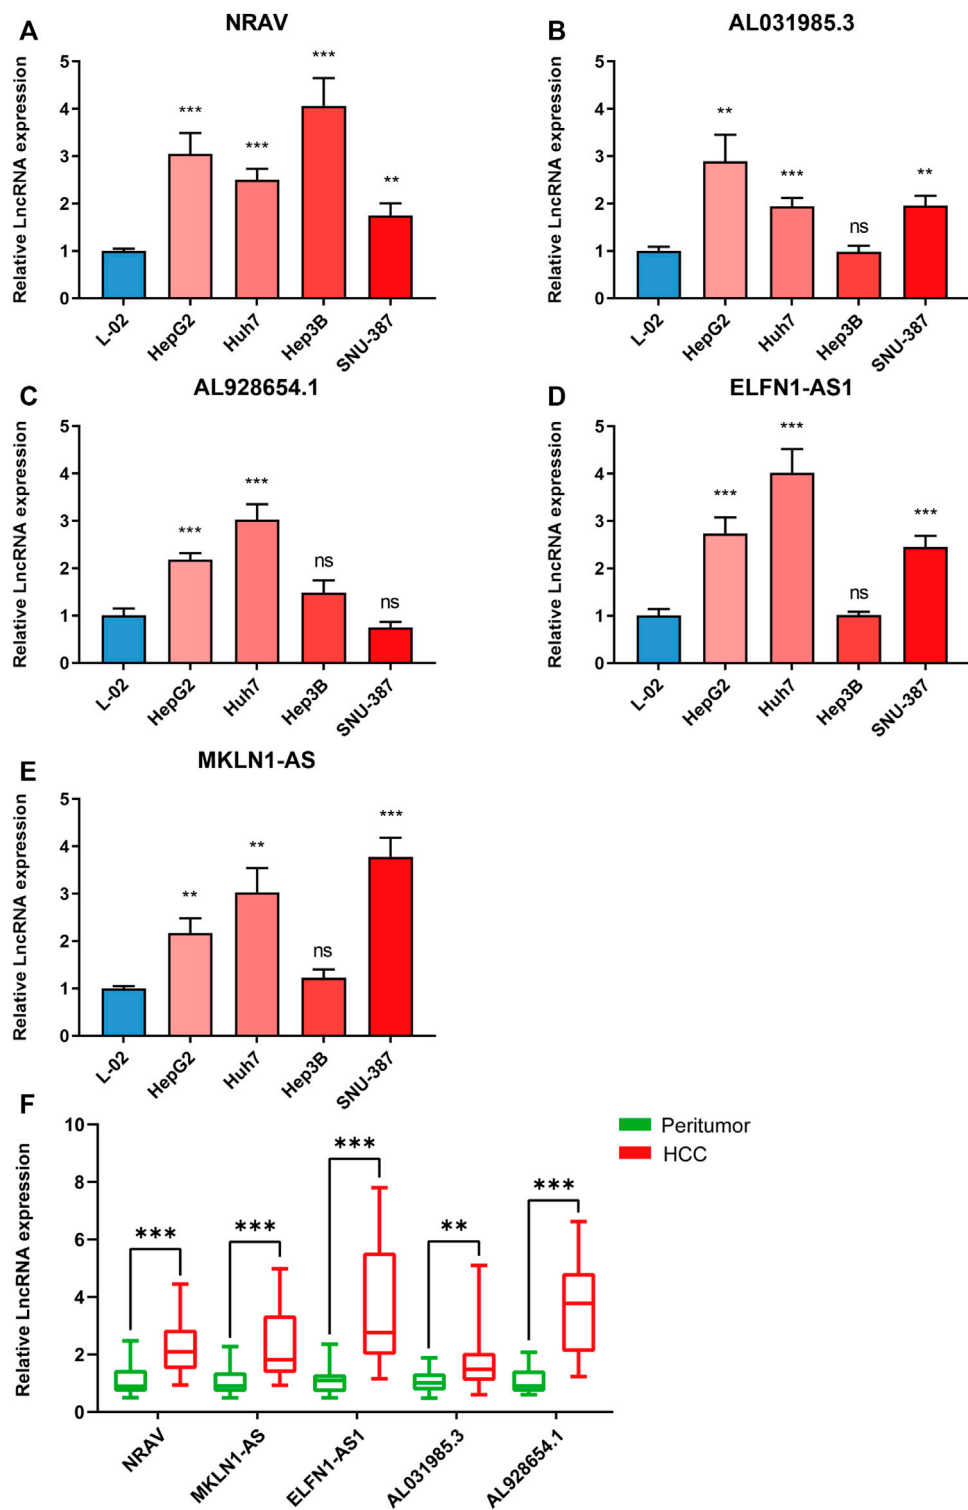 A
NRAV
Relative LncRNA expression
5
4
3
2
1
0
***
***
***
**
L-02
HepG2
Huh7
Hep3B
SNU-387
B
AL031985.3
Relative LncRNA expression
5
4
3
2
1
0
**
***
ns
**
L-02
HepG2
Huh7
Hep3B
SNU-387
C
AL928654.1
Relative LncRNA expression
5
4
3
2
1
0
***
***
ns
ns
L-02
HepG2
Huh7
Hep3B
SNU-387
D
ELFN1-AS1
Relative LncRNA expression
5
4
3
2
1
0
***
***
ns
***
L-02
HepG2
Huh7
Hep3B
SNU-387
E
MKLN1-AS
Relative LncRNA expression
5
4
3
2
1
0
**
**
ns
***
L-02
HepG2
Huh7
Hep3B
SNU-387
F
Relative LncRNA expression
10
8
6
4
2
0
***
***
***
**
***
NRAV
MKLN1-AS
ELFN1-AS1
AL031985.3
AL928654.1
Peritumor
HCC